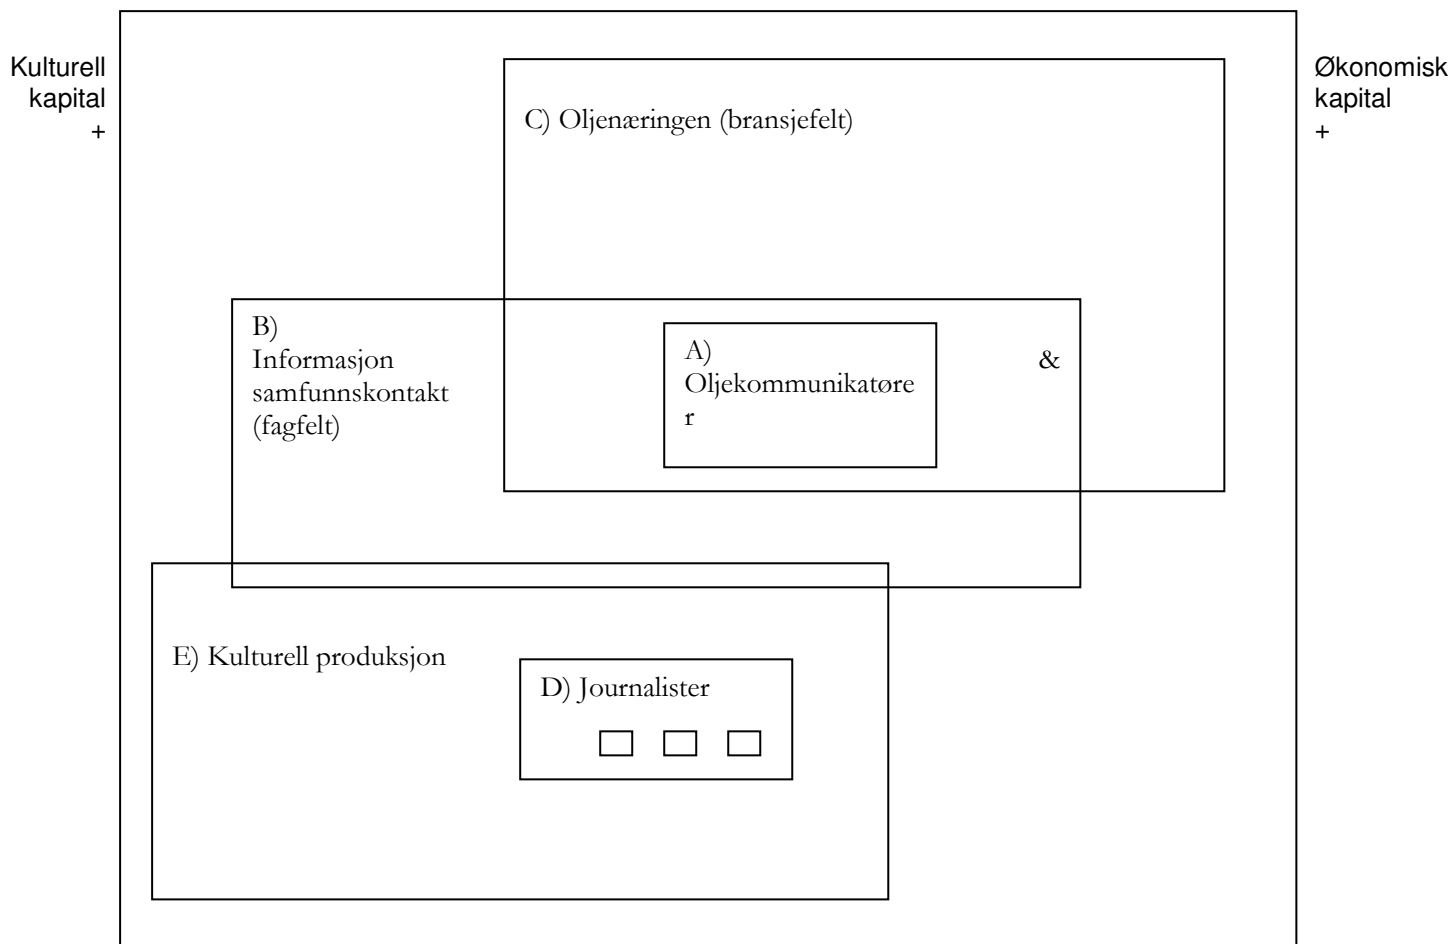 Kulturell
kapital
+
Økonomisk
kapital
+
C) Oljenæringen (bransjefelt)
B)
Informasjon &
samfunnskontakt
(fagfelt)
A)
Oljekommunikatøre
r
E) Kulturell produksjon
D) Journalister